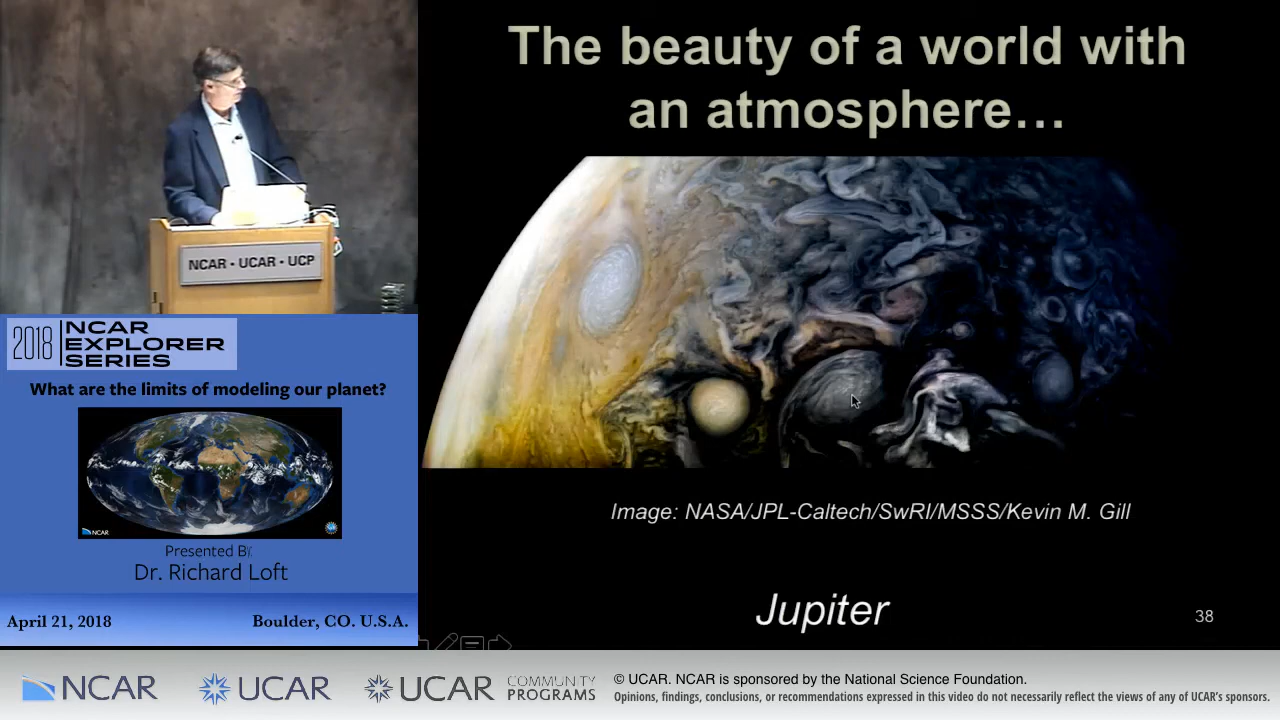 The beauty of a world with
an atmosphere…
NCAR • UCAR • UCP
2018 NCAR
EXPLORER
SERIES
What are the limits of modeling our planet?
NCAR
Presented By:
Dr. Richard Loft
April 21, 2018 Boulder, CO. U.S.A.
Image: NASA/JPL-Caltech/SwRI/MSSS/Kevin M. Gill
Jupiter
38
NCAR UCAR UCAR COMMUNITY PROGRAMS
© UCAR. NCAR is sponsored by the National Science Foundation.
Opinions, findings, conclusions, or recommendations expressed in this video do not necessarily reflect the views of any of UCAR's sponsors.